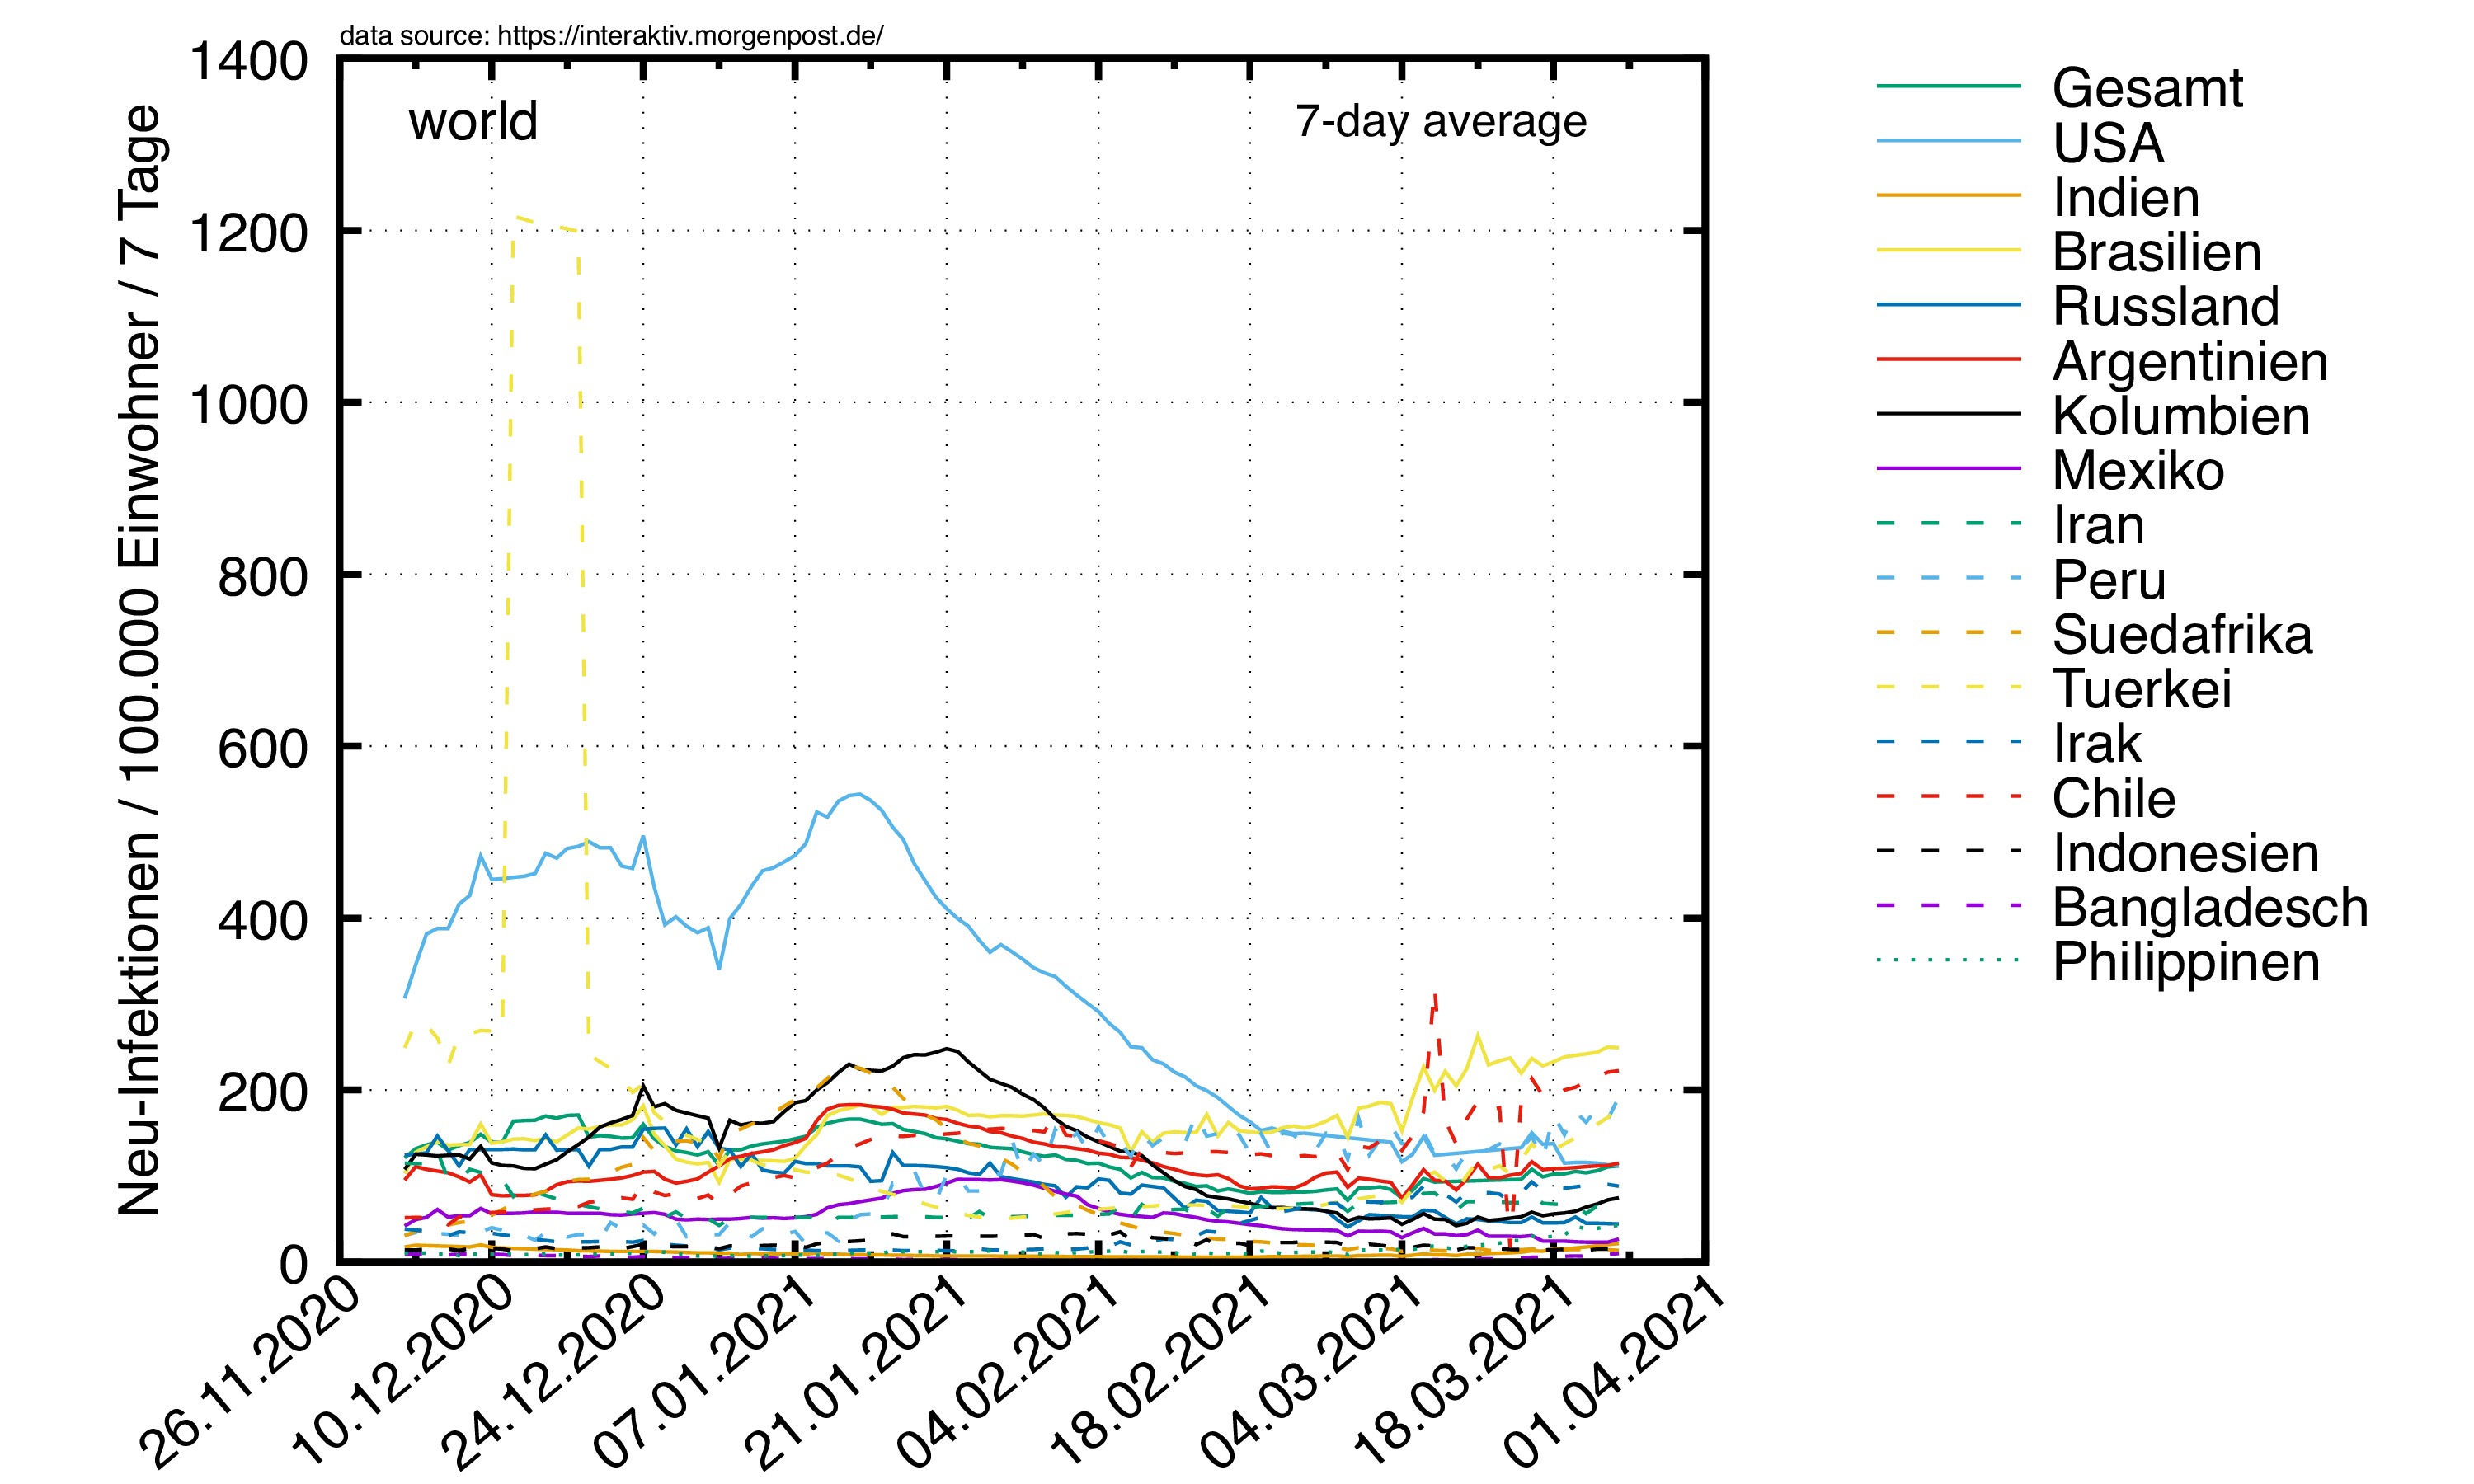 data source: https://interaktiv.morgenpost.de/
world
7-day average
Neu-Infektionen / 100.000 Einwohner / 7 Tage
1400
1200
1000
800
600
400
200
0
26.11.2020
10.12.2020
24.12.2020
07.01.2021
21.01.2021
04.02.2021
18.02.2021
04.03.2021
18.03.2021
01.04.2021
Gesamt
USA
Indien
Brasilien
Russland
Argentinien
Kolumbien
Mexiko
Iran
Peru
Suedafrika
Tuerkei
Irak
Chile
Indonesien
Bangladesch
Philippinen